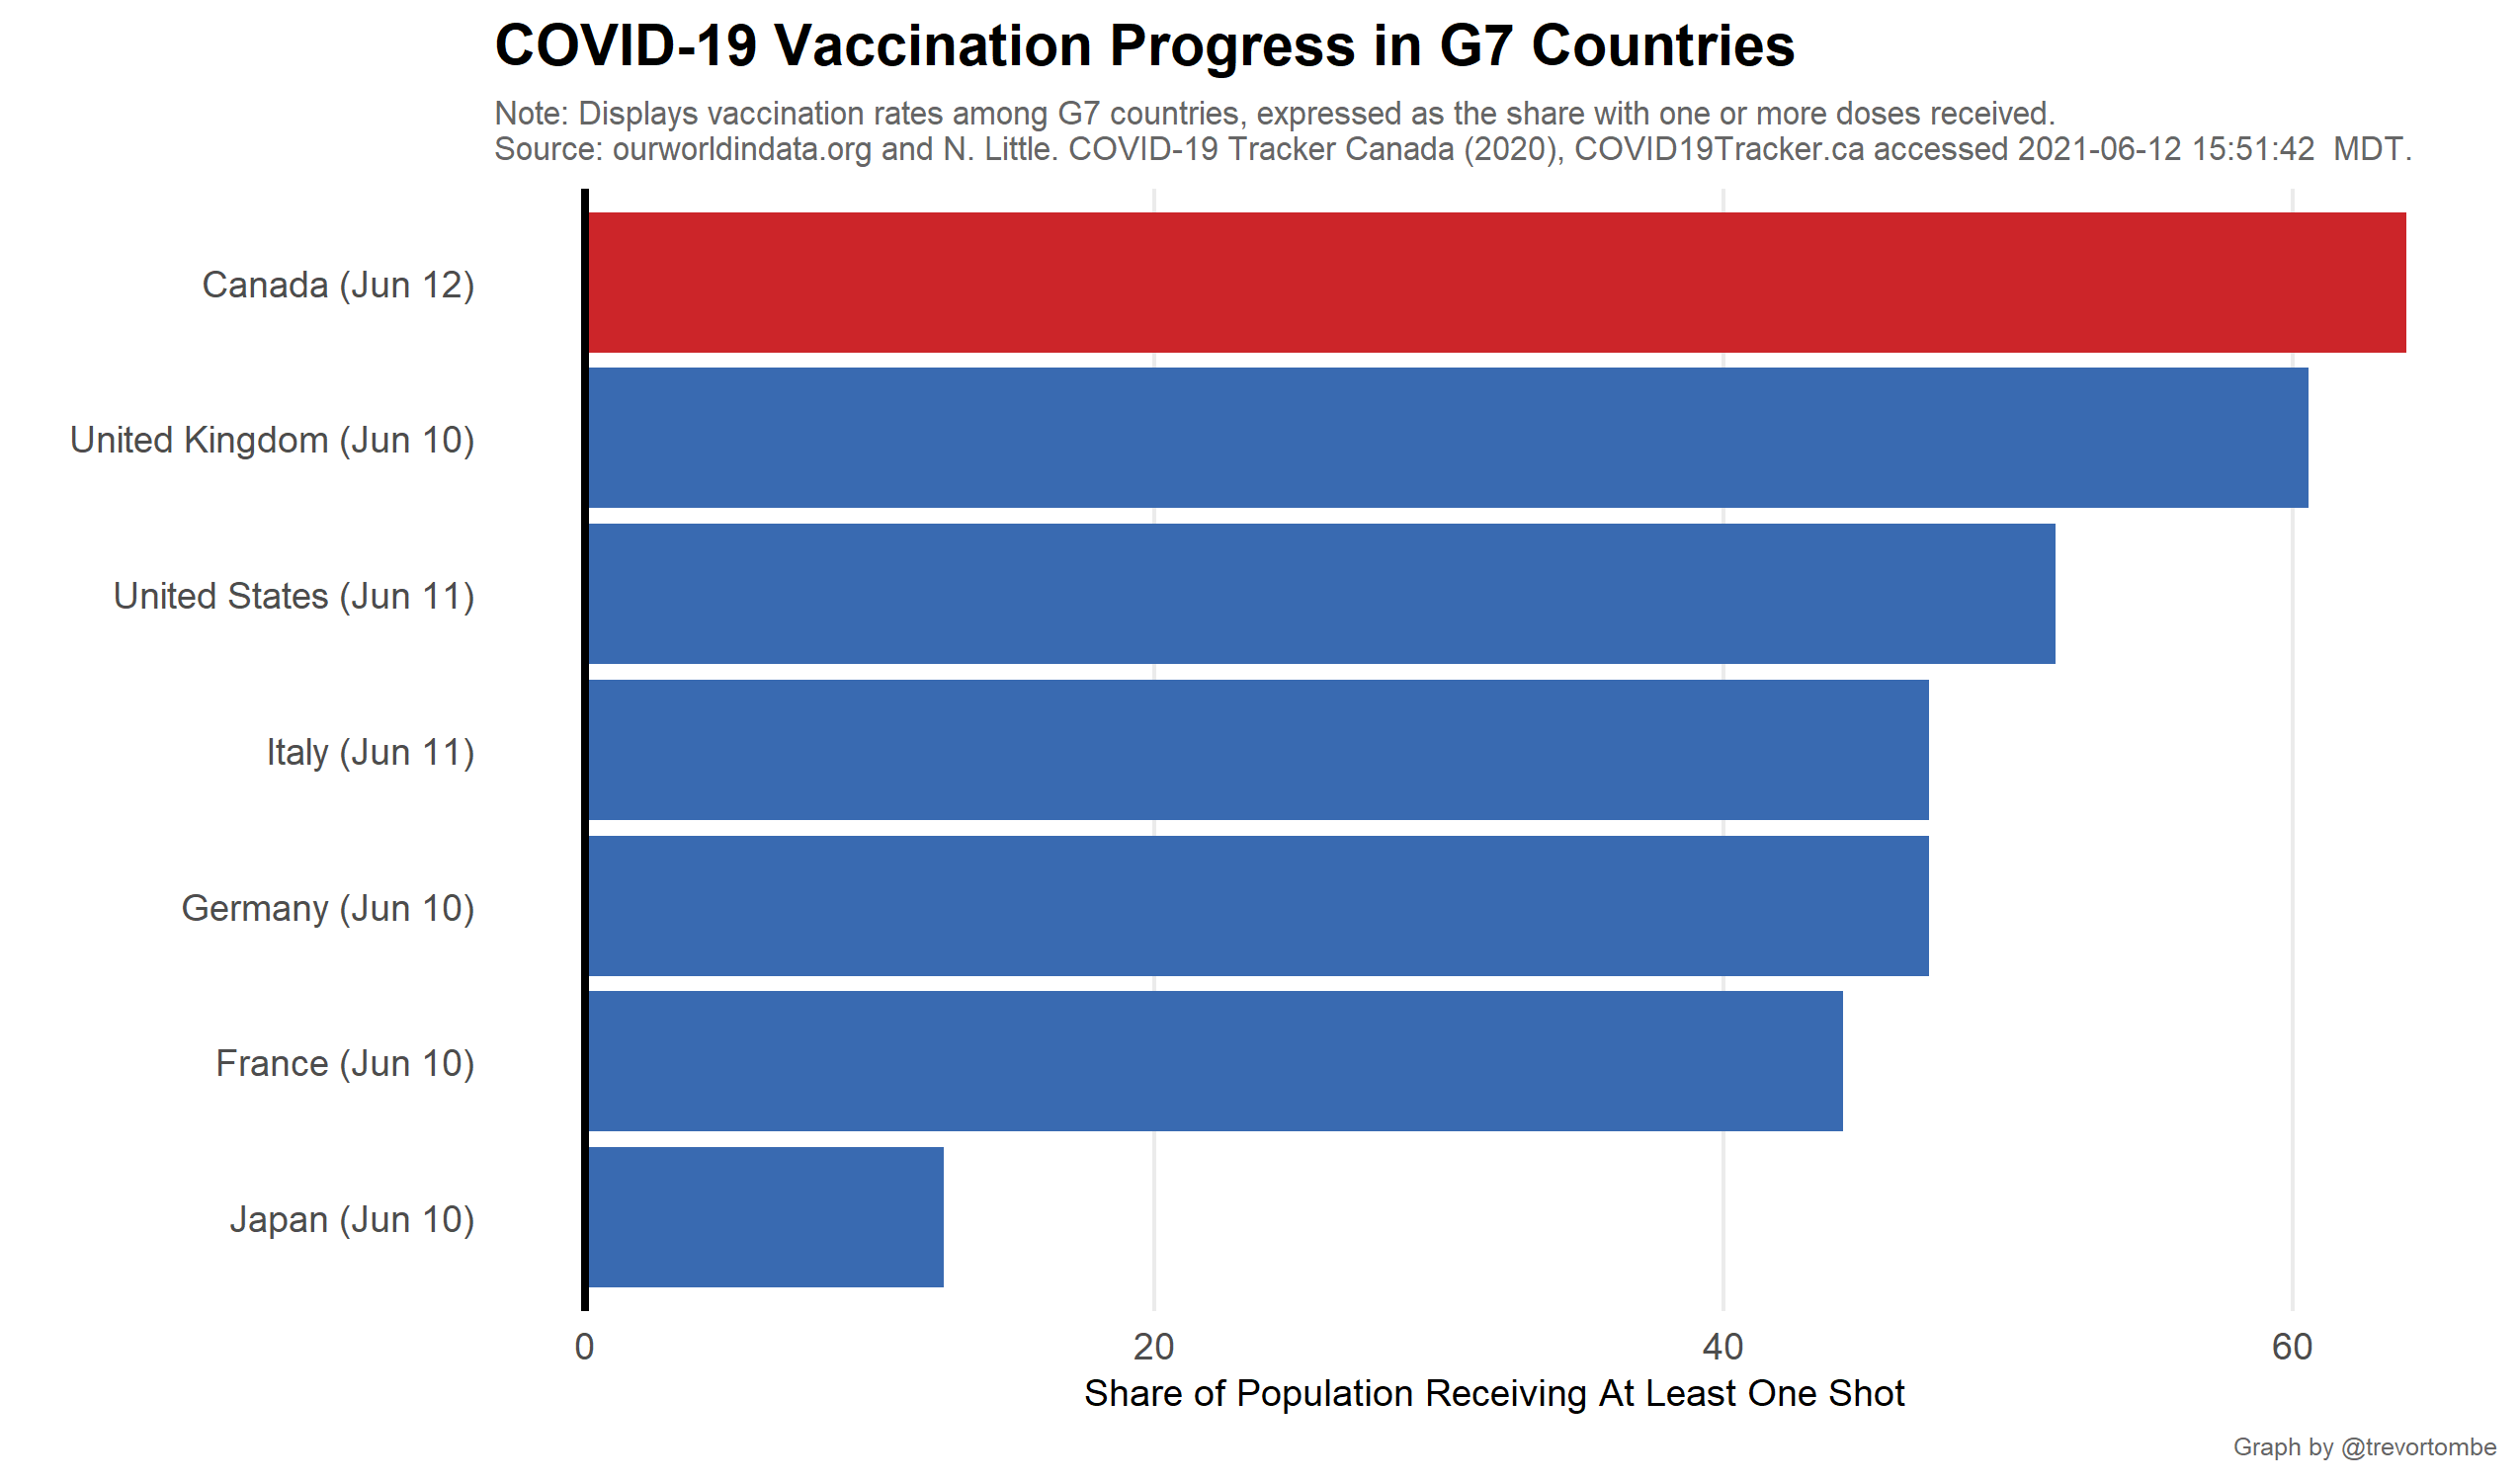 COVID-19 Vaccination Progress in G7 Countries
Note: Displays vaccination rates among G7 countries, expressed as the share with one or more doses received.
Source: ourworldindata.org and N. Little. COVID-19 Tracker Canada (2020), COVID19Tracker.ca accessed 2021-06-12 15:51:42  MDT.
Canada (Jun 12)
United Kingdom (Jun 10)
United States (Jun 11)
Italy (Jun 11)
Germany (Jun 10)
France (Jun 10)
Japan (Jun 10)
0 20 40 60
Share of Population Receiving At Least One Shot
Graph by @trevortombe